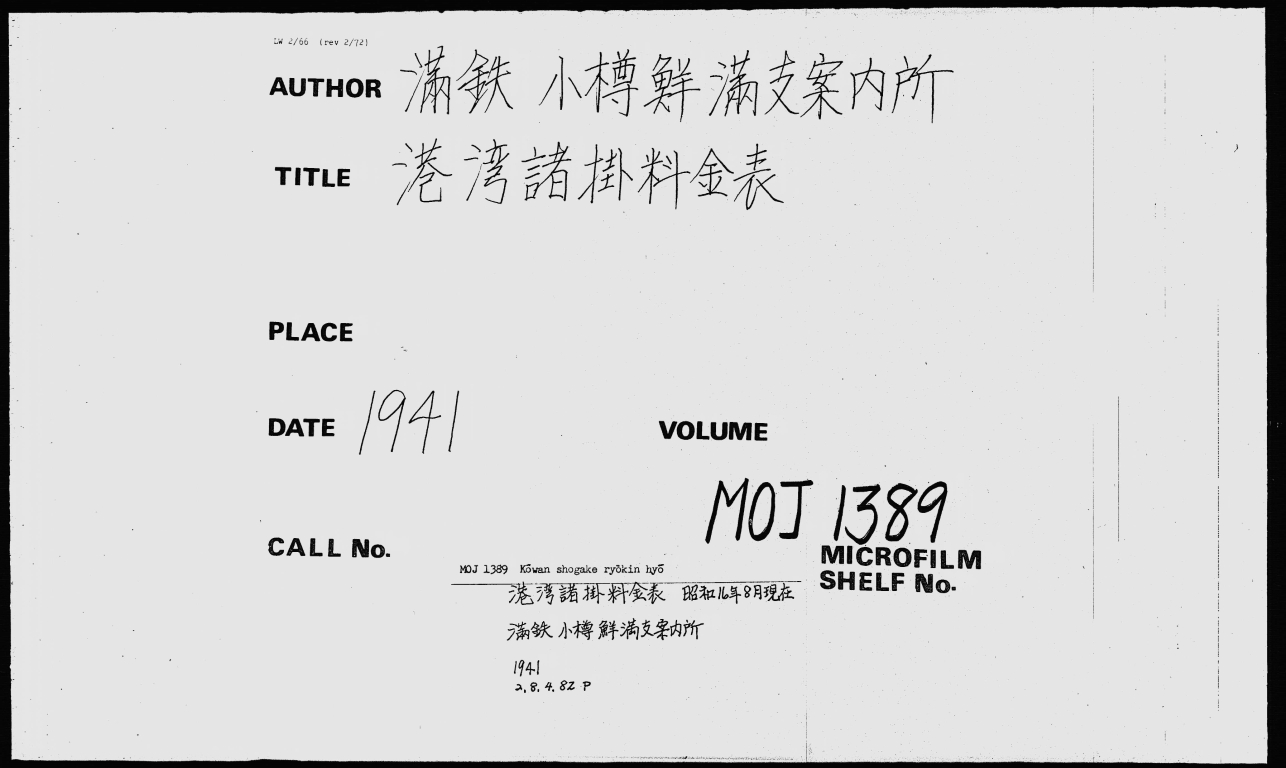 LW 2/66 (rev 2/72)
AUTHOR 滿鉄 小樽鮮滿支案内所
TITLE 港湾諸掛料金表
PLACE
DATE 1941
VOLUME
MOJ 1389
CALL No.
MICROFILM
SHELF No.
MOJ 1389 Kōwan shogake ryōkin hyō
港湾諸掛料金表 昭和16年8月現在
滿鉄 小樽鮮満支案内所
1941
2.8.4.82 P